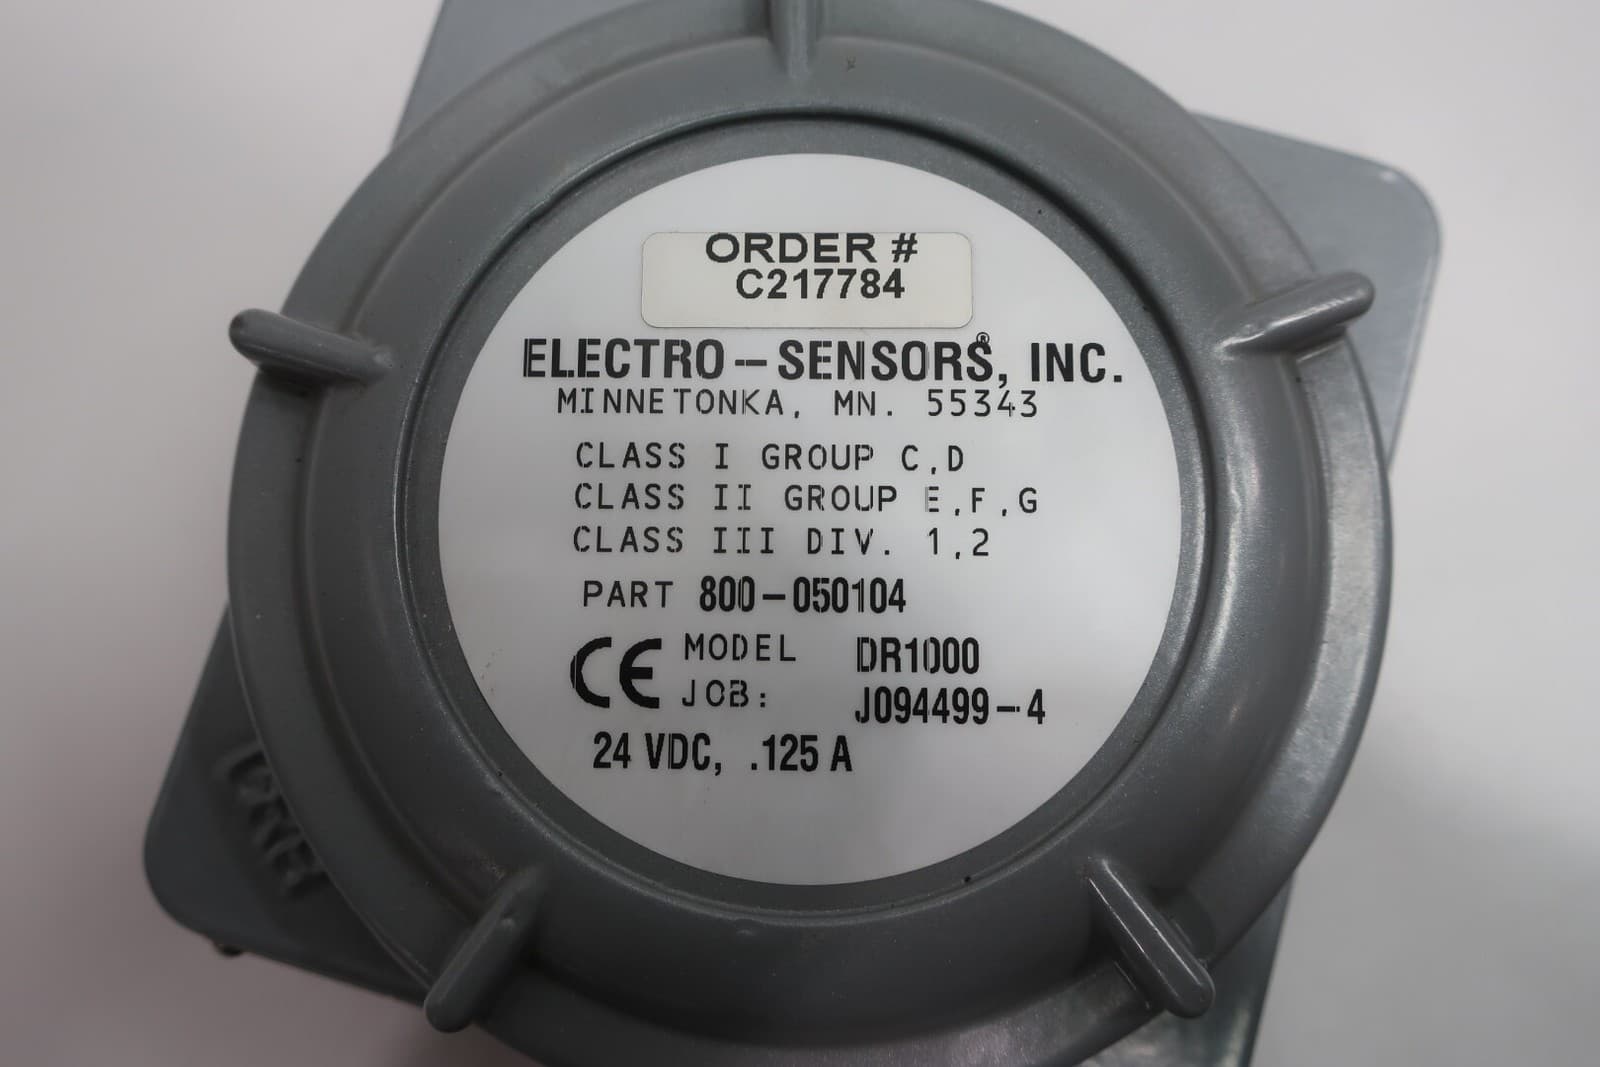 ORDER #
C217784
ELECTRO-SENSORS®, INC.
MINNETONKA, MN. 55343
CLASS I GROUP C,D
CLASS II GROUP E,F,G
CLASS III DIV. 1,2
PART 800-050104
CE MODEL DR1000
JOB: J094499-4
24 VDC, .125 A